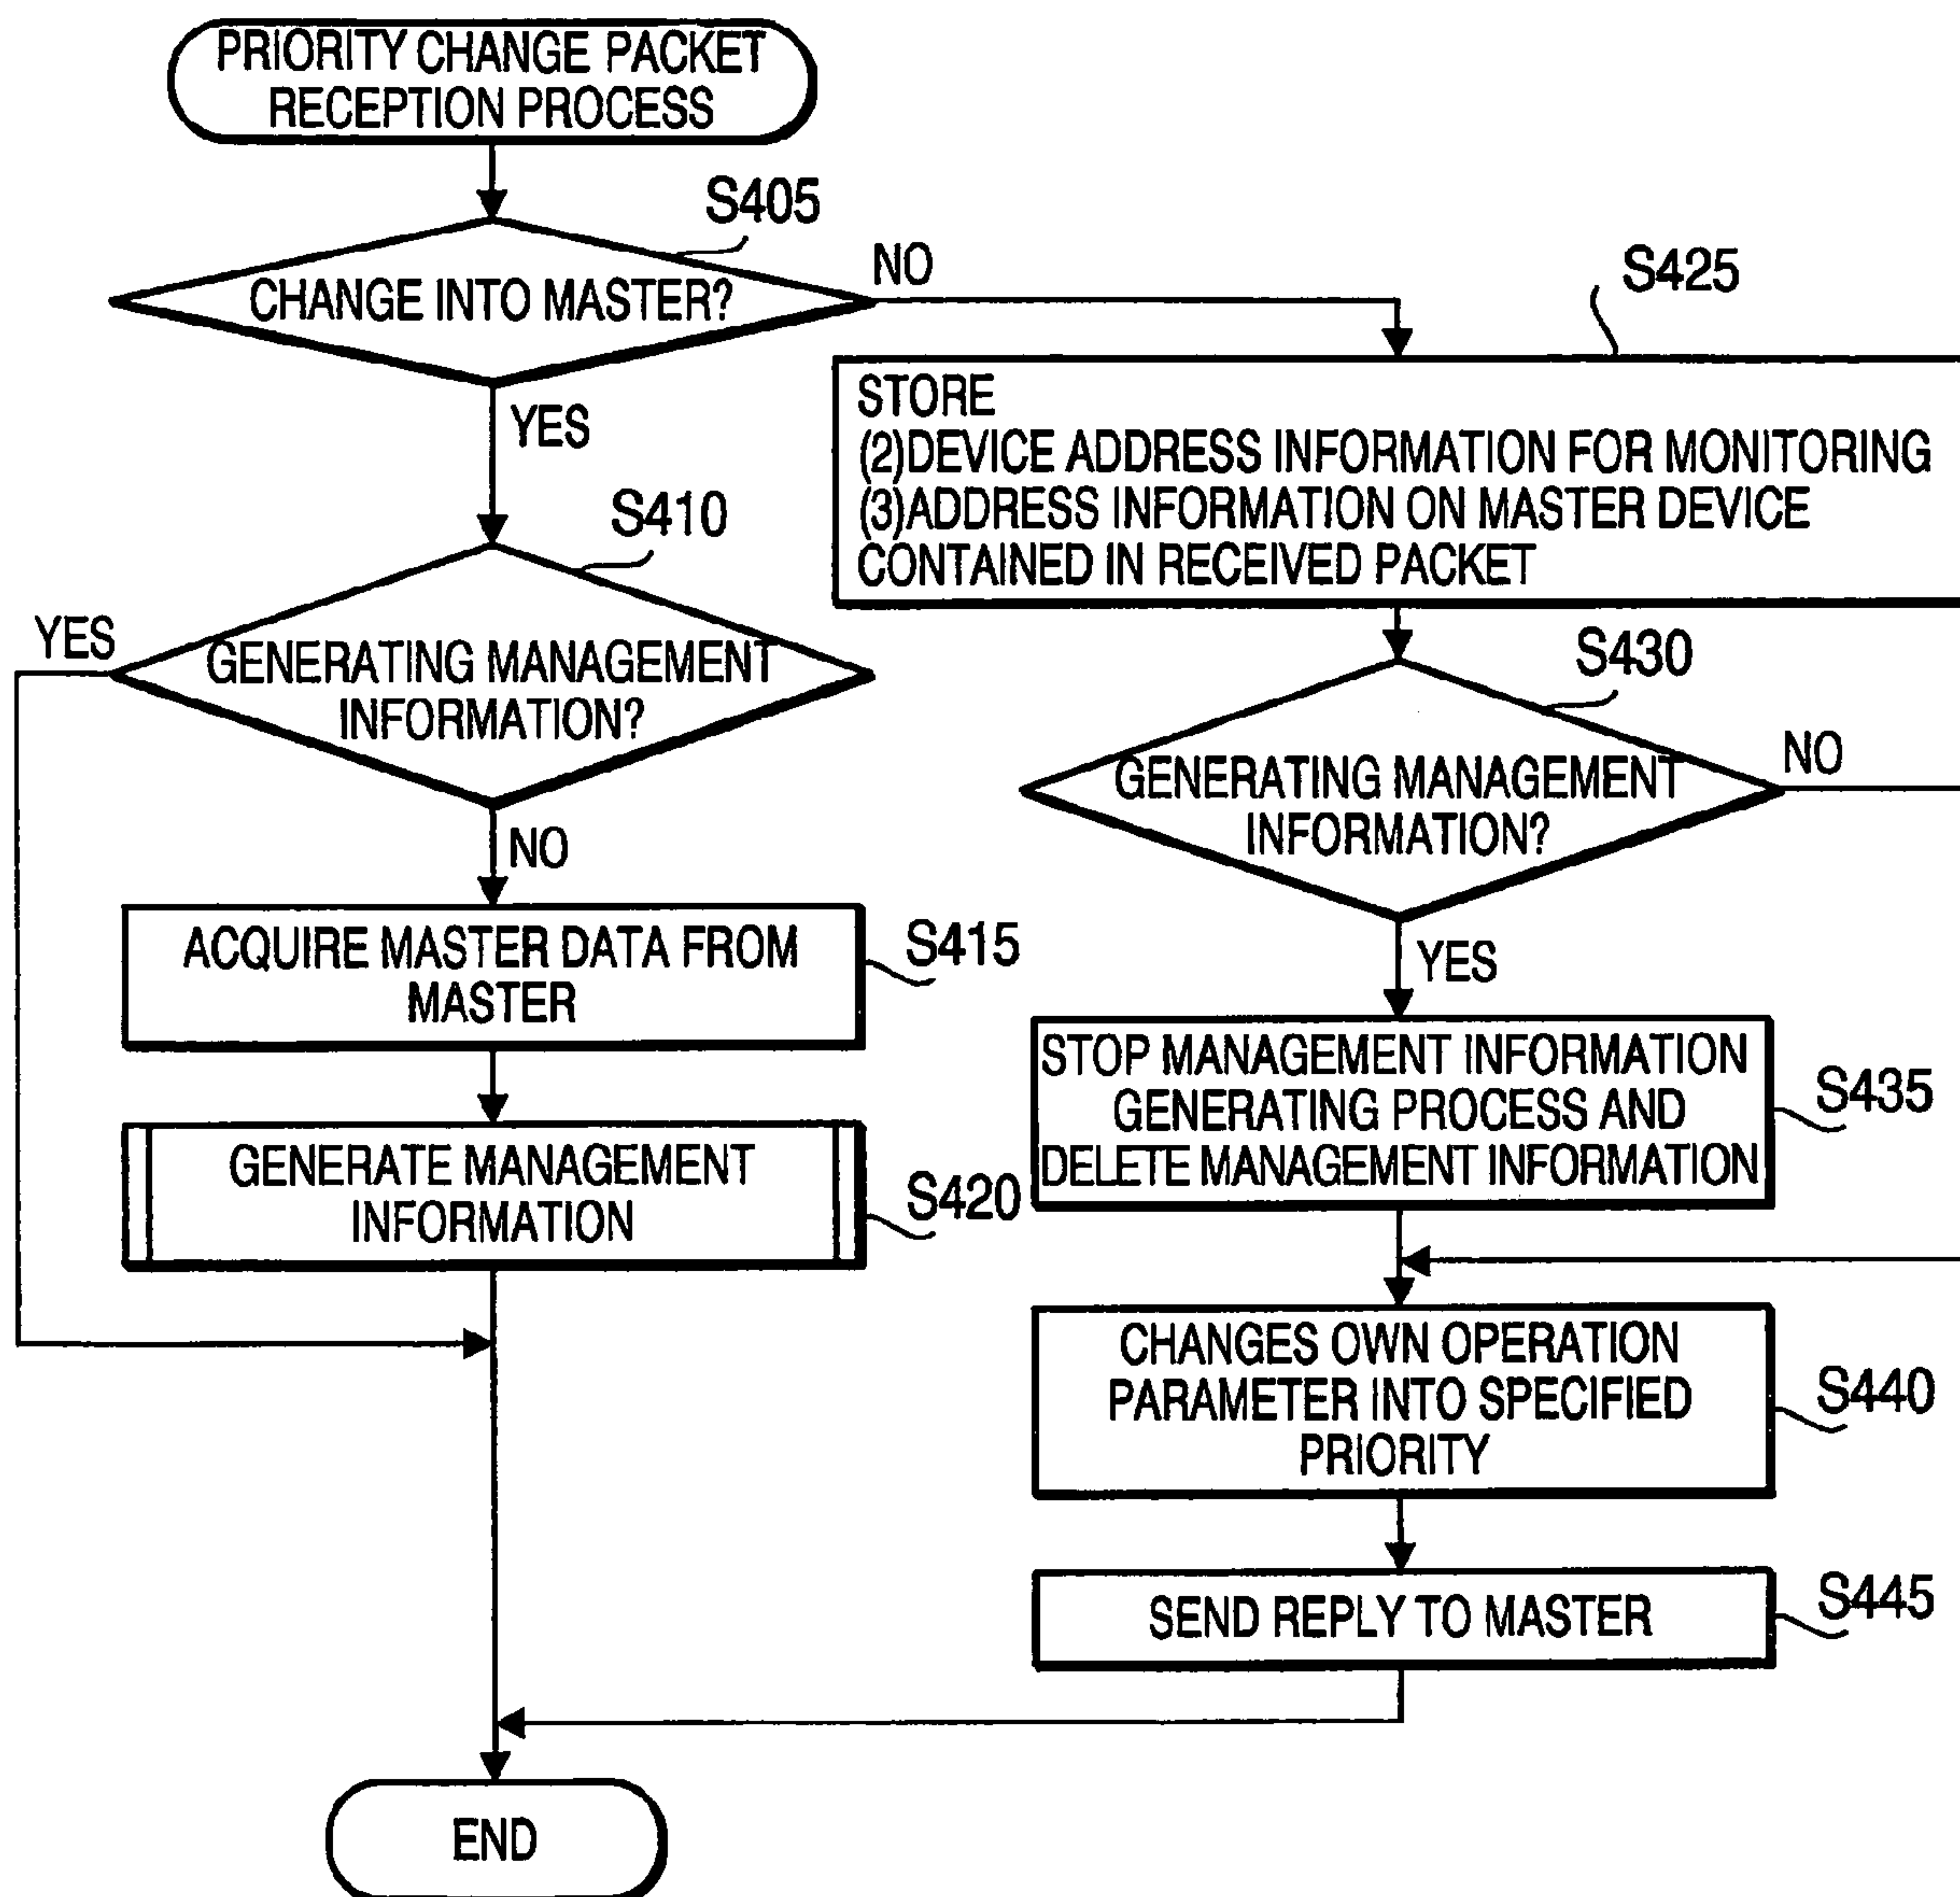 PRIORITY CHANGE PACKET
RECEPTION PROCESS
S405
CHANGE INTO MASTER?
NO
YES
S410
GENERATING MANAGEMENT
INFORMATION?
YES
NO
ACQUIRE MASTER DATA FROM
MASTER
S415
GENERATE MANAGEMENT
INFORMATION
S420
S425
STORE
(2)DEVICE ADDRESS INFORMATION FOR MONITORING
(3)ADDRESS INFORMATION ON MASTER DEVICE
CONTAINED IN RECEIVED PACKET
S430
GENERATING MANAGEMENT
INFORMATION?
NO
YES
STOP MANAGEMENT INFORMATION
GENERATING PROCESS AND
DELETE MANAGEMENT INFORMATION
S435
CHANGES OWN OPERATION
PARAMETER INTO SPECIFIED
PRIORITY
S440
SEND REPLY TO MASTER
S445
END